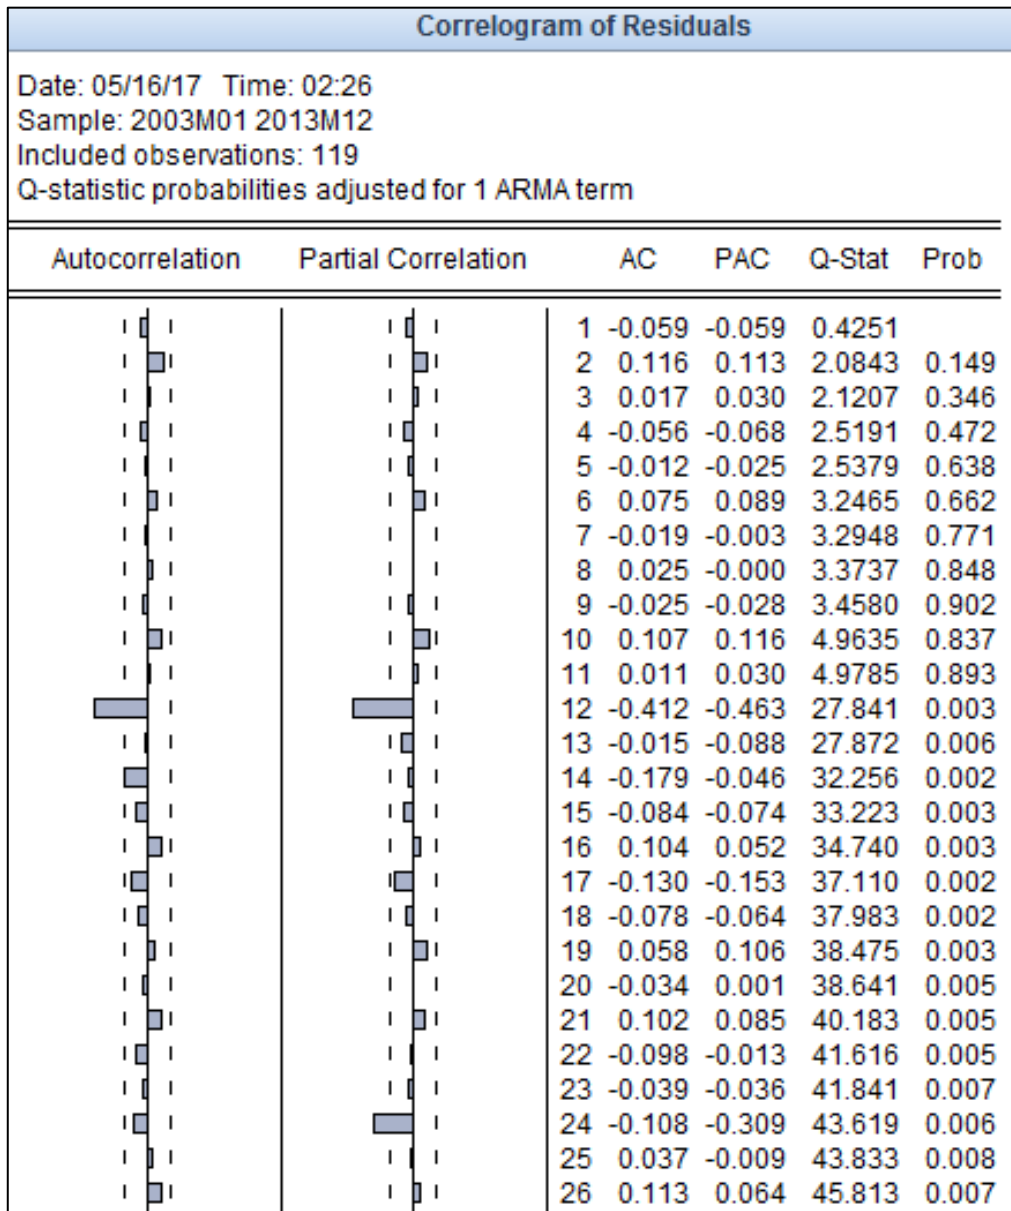 Correlogram of Residuals
Date: 05/16/17 Time: 02:26
Sample: 2003M01 2013M12
Included observations: 119
Q-statistic probabilities adjusted for 1 ARMA term
Autocorrelation Partial Correlation AC PAC Q-Stat Prob
1 -0.059 -0.059 0.4251
2 0.116 0.113 2.0843 0.149
3 0.017 0.030 2.1207 0.346
4 -0.056 -0.068 2.5191 0.472
5 -0.012 -0.025 2.5379 0.638
6 0.075 0.089 3.2465 0.662
7 -0.019 -0.003 3.2948 0.771
8 0.025 -0.000 3.3737 0.848
9 -0.025 -0.028 3.4580 0.902
10 0.107 0.116 4.9635 0.837
11 0.011 0.030 4.9785 0.893
12 -0.412 -0.463 27.841 0.003
13 -0.015 -0.088 27.872 0.006
14 -0.179 -0.046 32.256 0.002
15 -0.084 -0.074 33.223 0.003
16 0.104 0.052 34.740 0.003
17 -0.130 -0.153 37.110 0.002
18 -0.078 -0.064 37.983 0.002
19 0.058 0.106 38.475 0.003
20 -0.034 0.001 38.641 0.005
21 0.102 0.085 40.183 0.005
22 -0.098 -0.013 41.616 0.005
23 -0.039 -0.036 41.841 0.007
24 -0.108 -0.309 43.619 0.006
25 0.037 -0.009 43.833 0.008
26 0.113 0.064 45.813 0.007